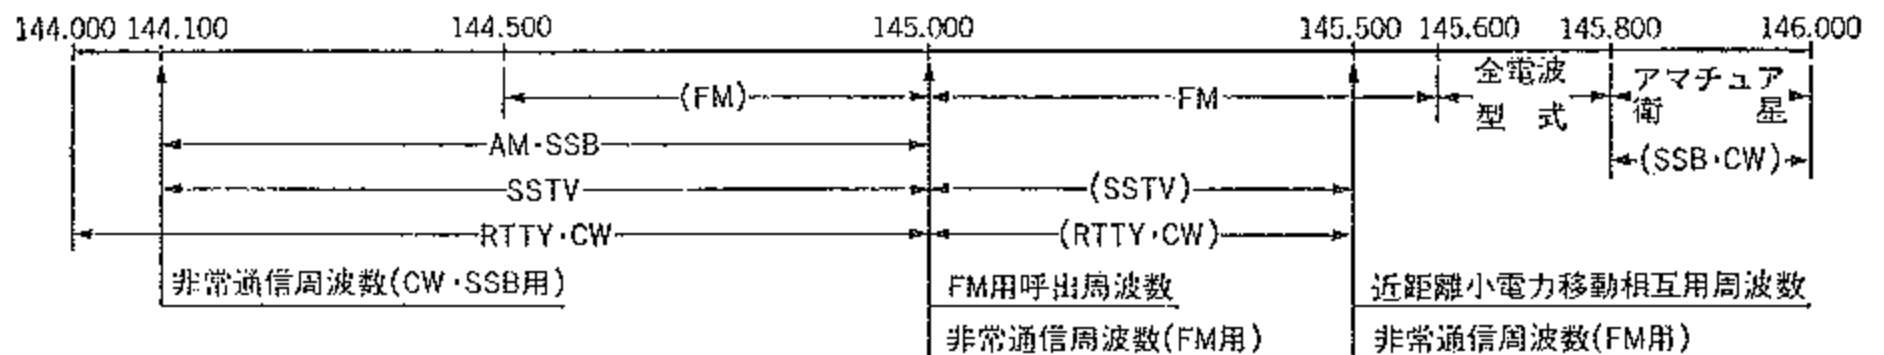 144.000 144.100 144.500 145.000 145.500 145.600 145.800 146.000
(FM) FM 全電波型式 アマチュア衛星
AM・SSB (SSB・CW)
SSTV (SSTV)
RTTY・CW (RTTY・CW)
非常通信周波数(CW・SSB用) FM用呼出周波数 近距離小電力移動相互用周波数
非常通信周波数(FM用) 非常通信周波数(FM用)